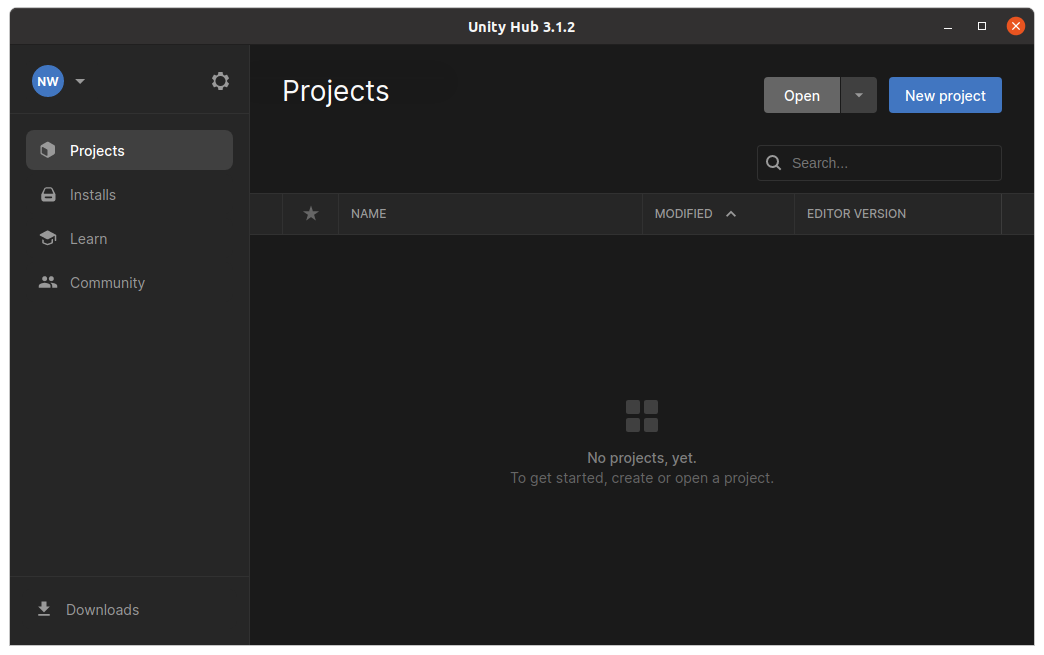 Unity Hub 3.1.2
NW
Projects
Installs
Learn
Community
Downloads
Projects
Open
New project
Search...
NAME MODIFIED EDITOR VERSION
No projects, yet.
To get started, create or open a project.